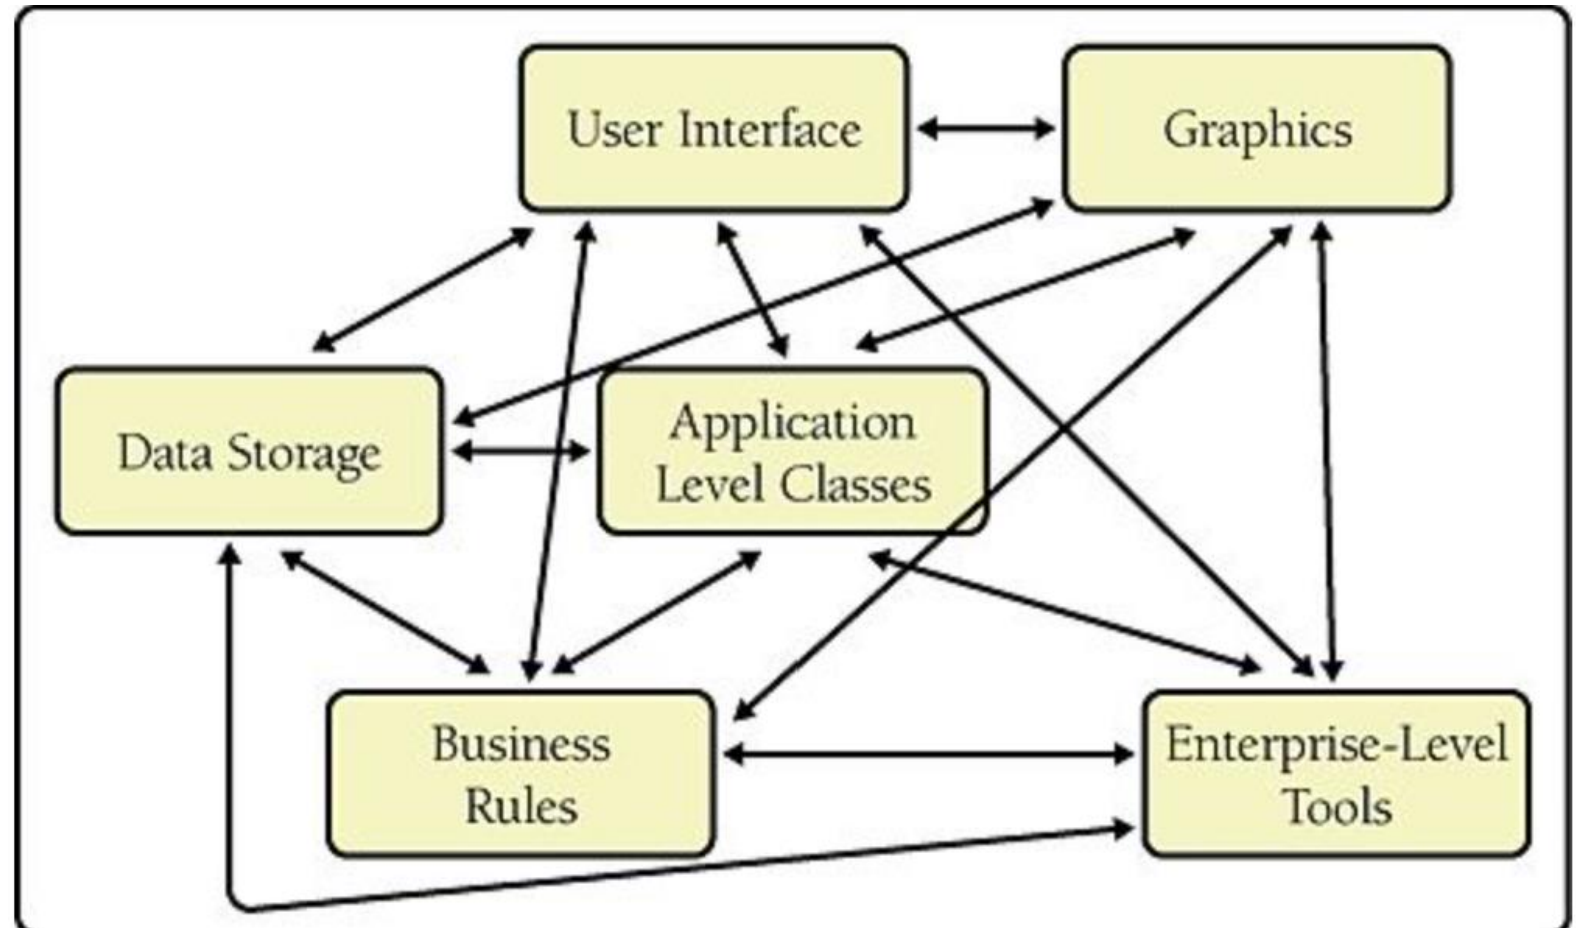 User Interface
Graphics
Data Storage
Application
Level Classes
Business
Rules
Enterprise-Level
Tools